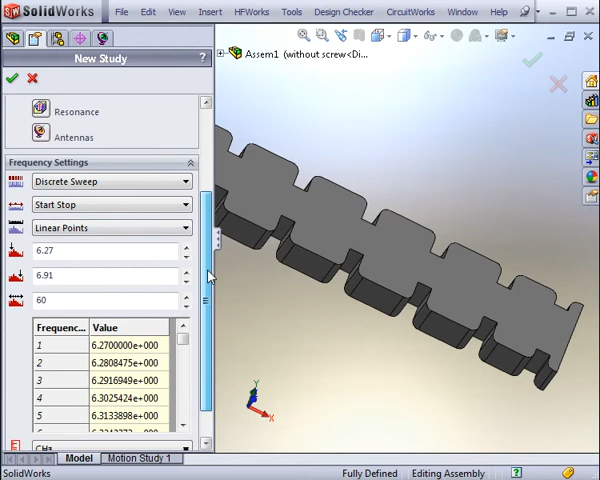 SolidWorks File Edit View Insert HFWorks Tools Design Checker CircuitWorks Window Help
New Study ?
Assem1 (without screw<Di...
Resonance
Antennas
Frequency Settings
Discrete Sweep
Start Stop
Linear Points
6.27
6.91
60
Frequenc... Value
1 6.2700000e+000
2 6.2808475e+000
3 6.2916949e+000
4 6.3025424e+000
5 6.3133898e+000
Y
X
Model Motion Study 1
SolidWorks Fully Defined Editing Assembly ?